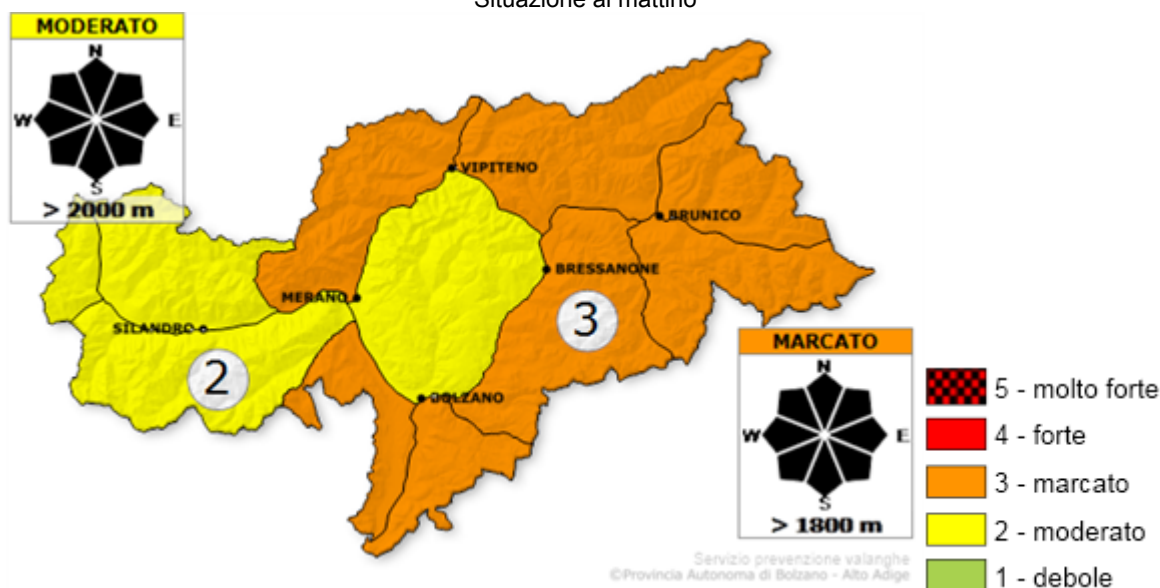 Situazione al mattino
MODERATO
N
W
E
S
> 2000 m
VIPITENO
BRUNICO
BRESSANONE
MERANO
SILANDRO
2
3
BOLZANO
MARCATO
N
W
E
S
> 1800 m
5 - molto forte
4 - forte
3 - marcato
2 - moderato
1 - debole
Servizio prevenzione valanghe
©Provincia Autonoma di Bolzano - Alto Adige